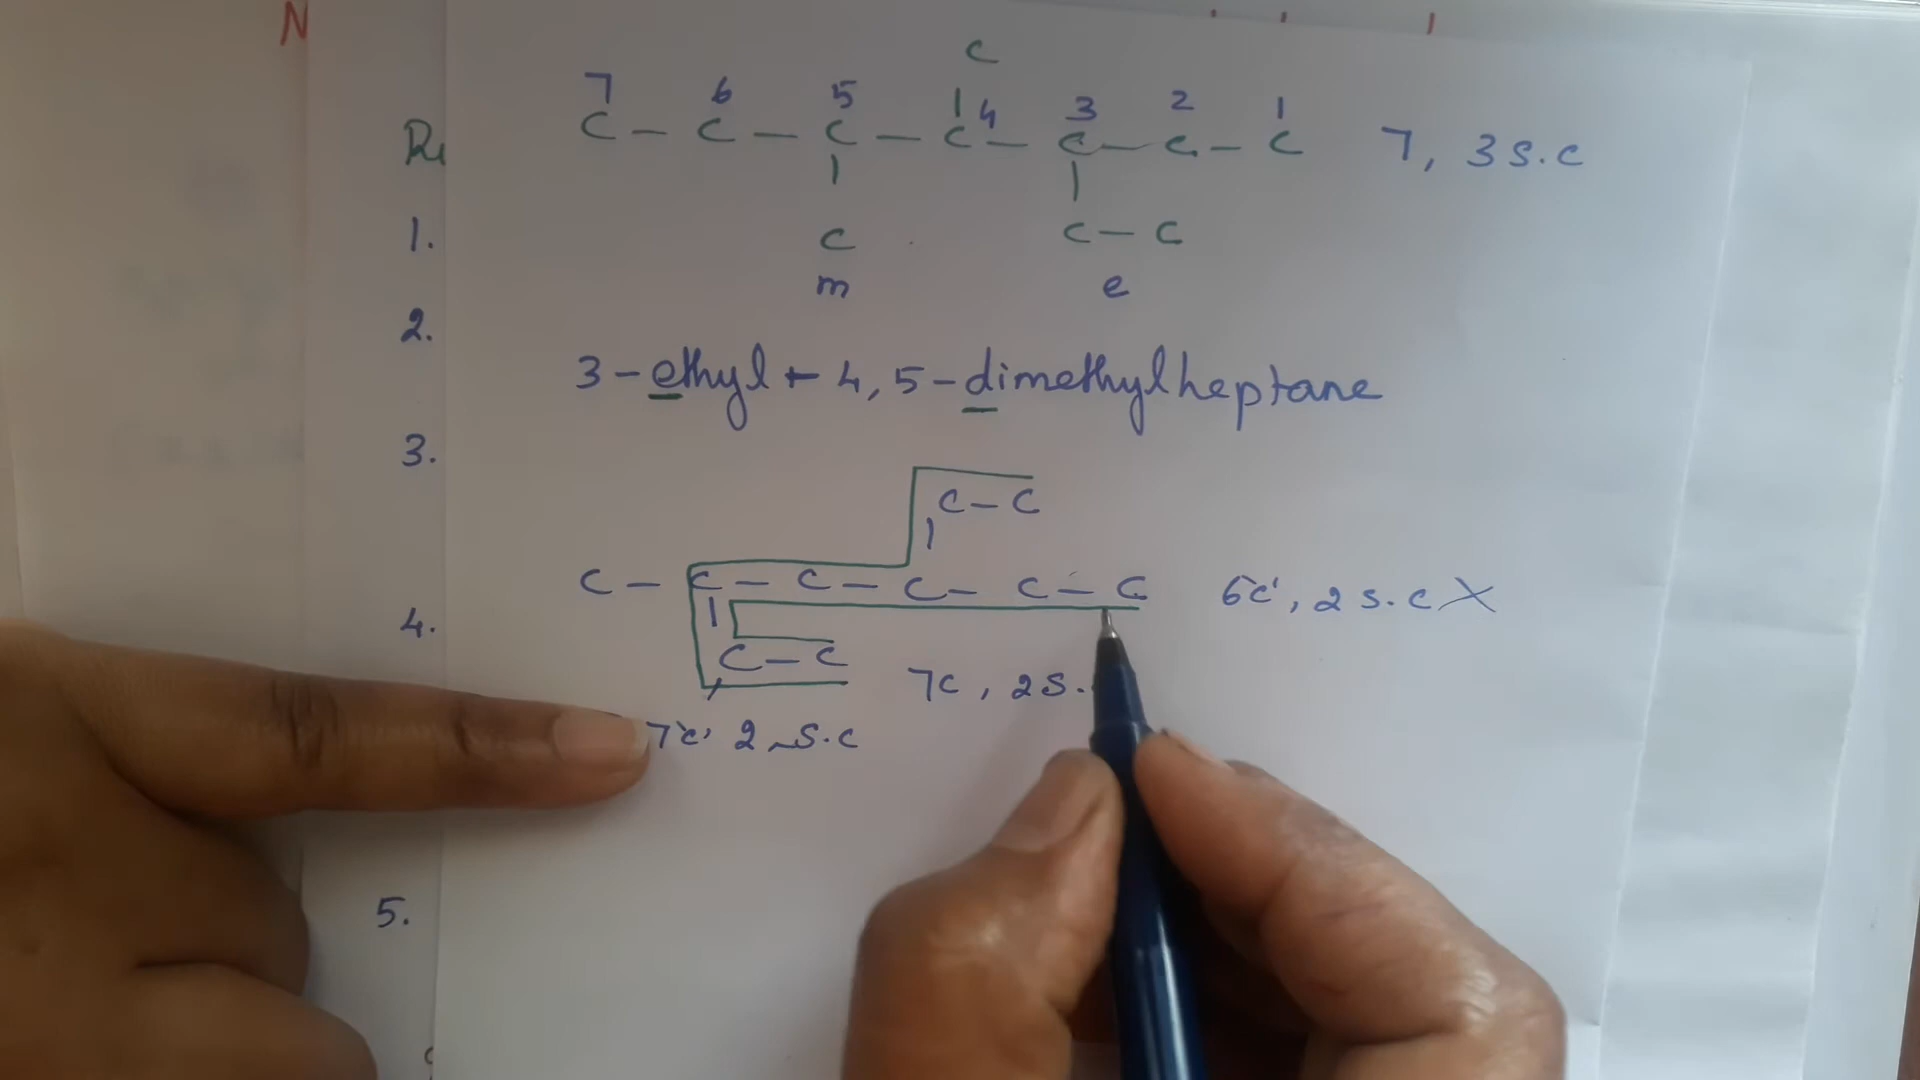 N
C
7 6 5 4 3 2 1
C – C – C – C – C – C – C 7, 3 s.c
1.
C C – C
m e
2.
3 – ethyl – 4, 5 – dimethylheptane
3.
C – C
C – C – C – C – C – C 6c', 2 s.c X
4.
C – C
7c, 2s.
7c' 2 s.c
5.